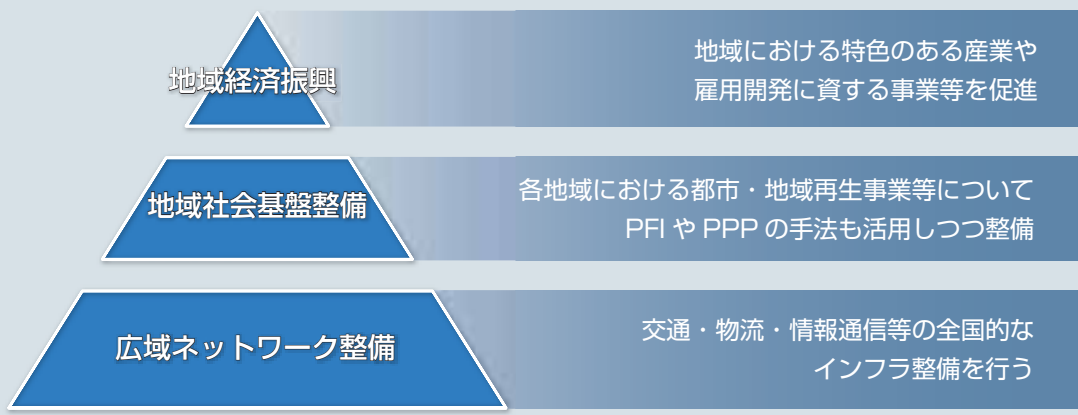 地域経済振興
地域における特色のある産業や
雇用開発に資する事業等を促進
地域社会基盤整備
各地域における都市・地域再生事業等について
PFI や PPP の手法も活用しつつ整備
広域ネットワーク整備
交通・物流・情報通信等の全国的な
インフラ整備を行う